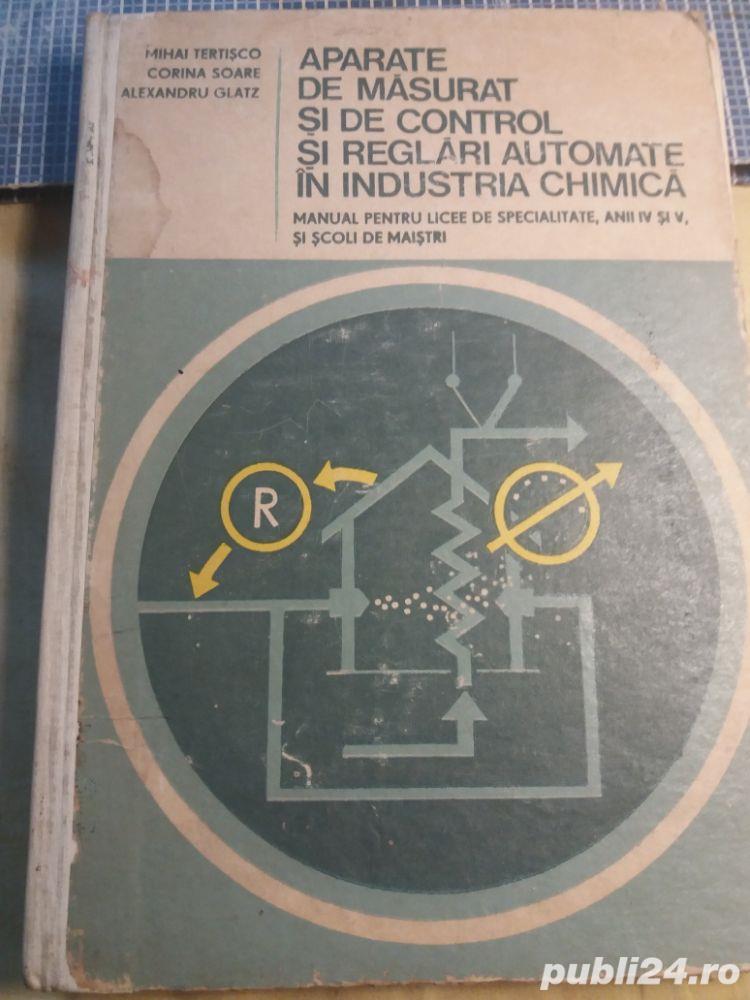 MIHAI TERTIȘCO
CORINA SOARE
ALEXANDRU GLATZ
APARATE
DE MĂSURAT
ȘI DE CONTROL
ȘI REGLĂRI AUTOMATE
ÎN INDUSTRIA CHIMICĂ
MANUAL PENTRU LICEE DE SPECIALITATE, ANII IV ȘI V,
ȘI ȘCOLI DE MAIȘTRI
R
publi24.ro